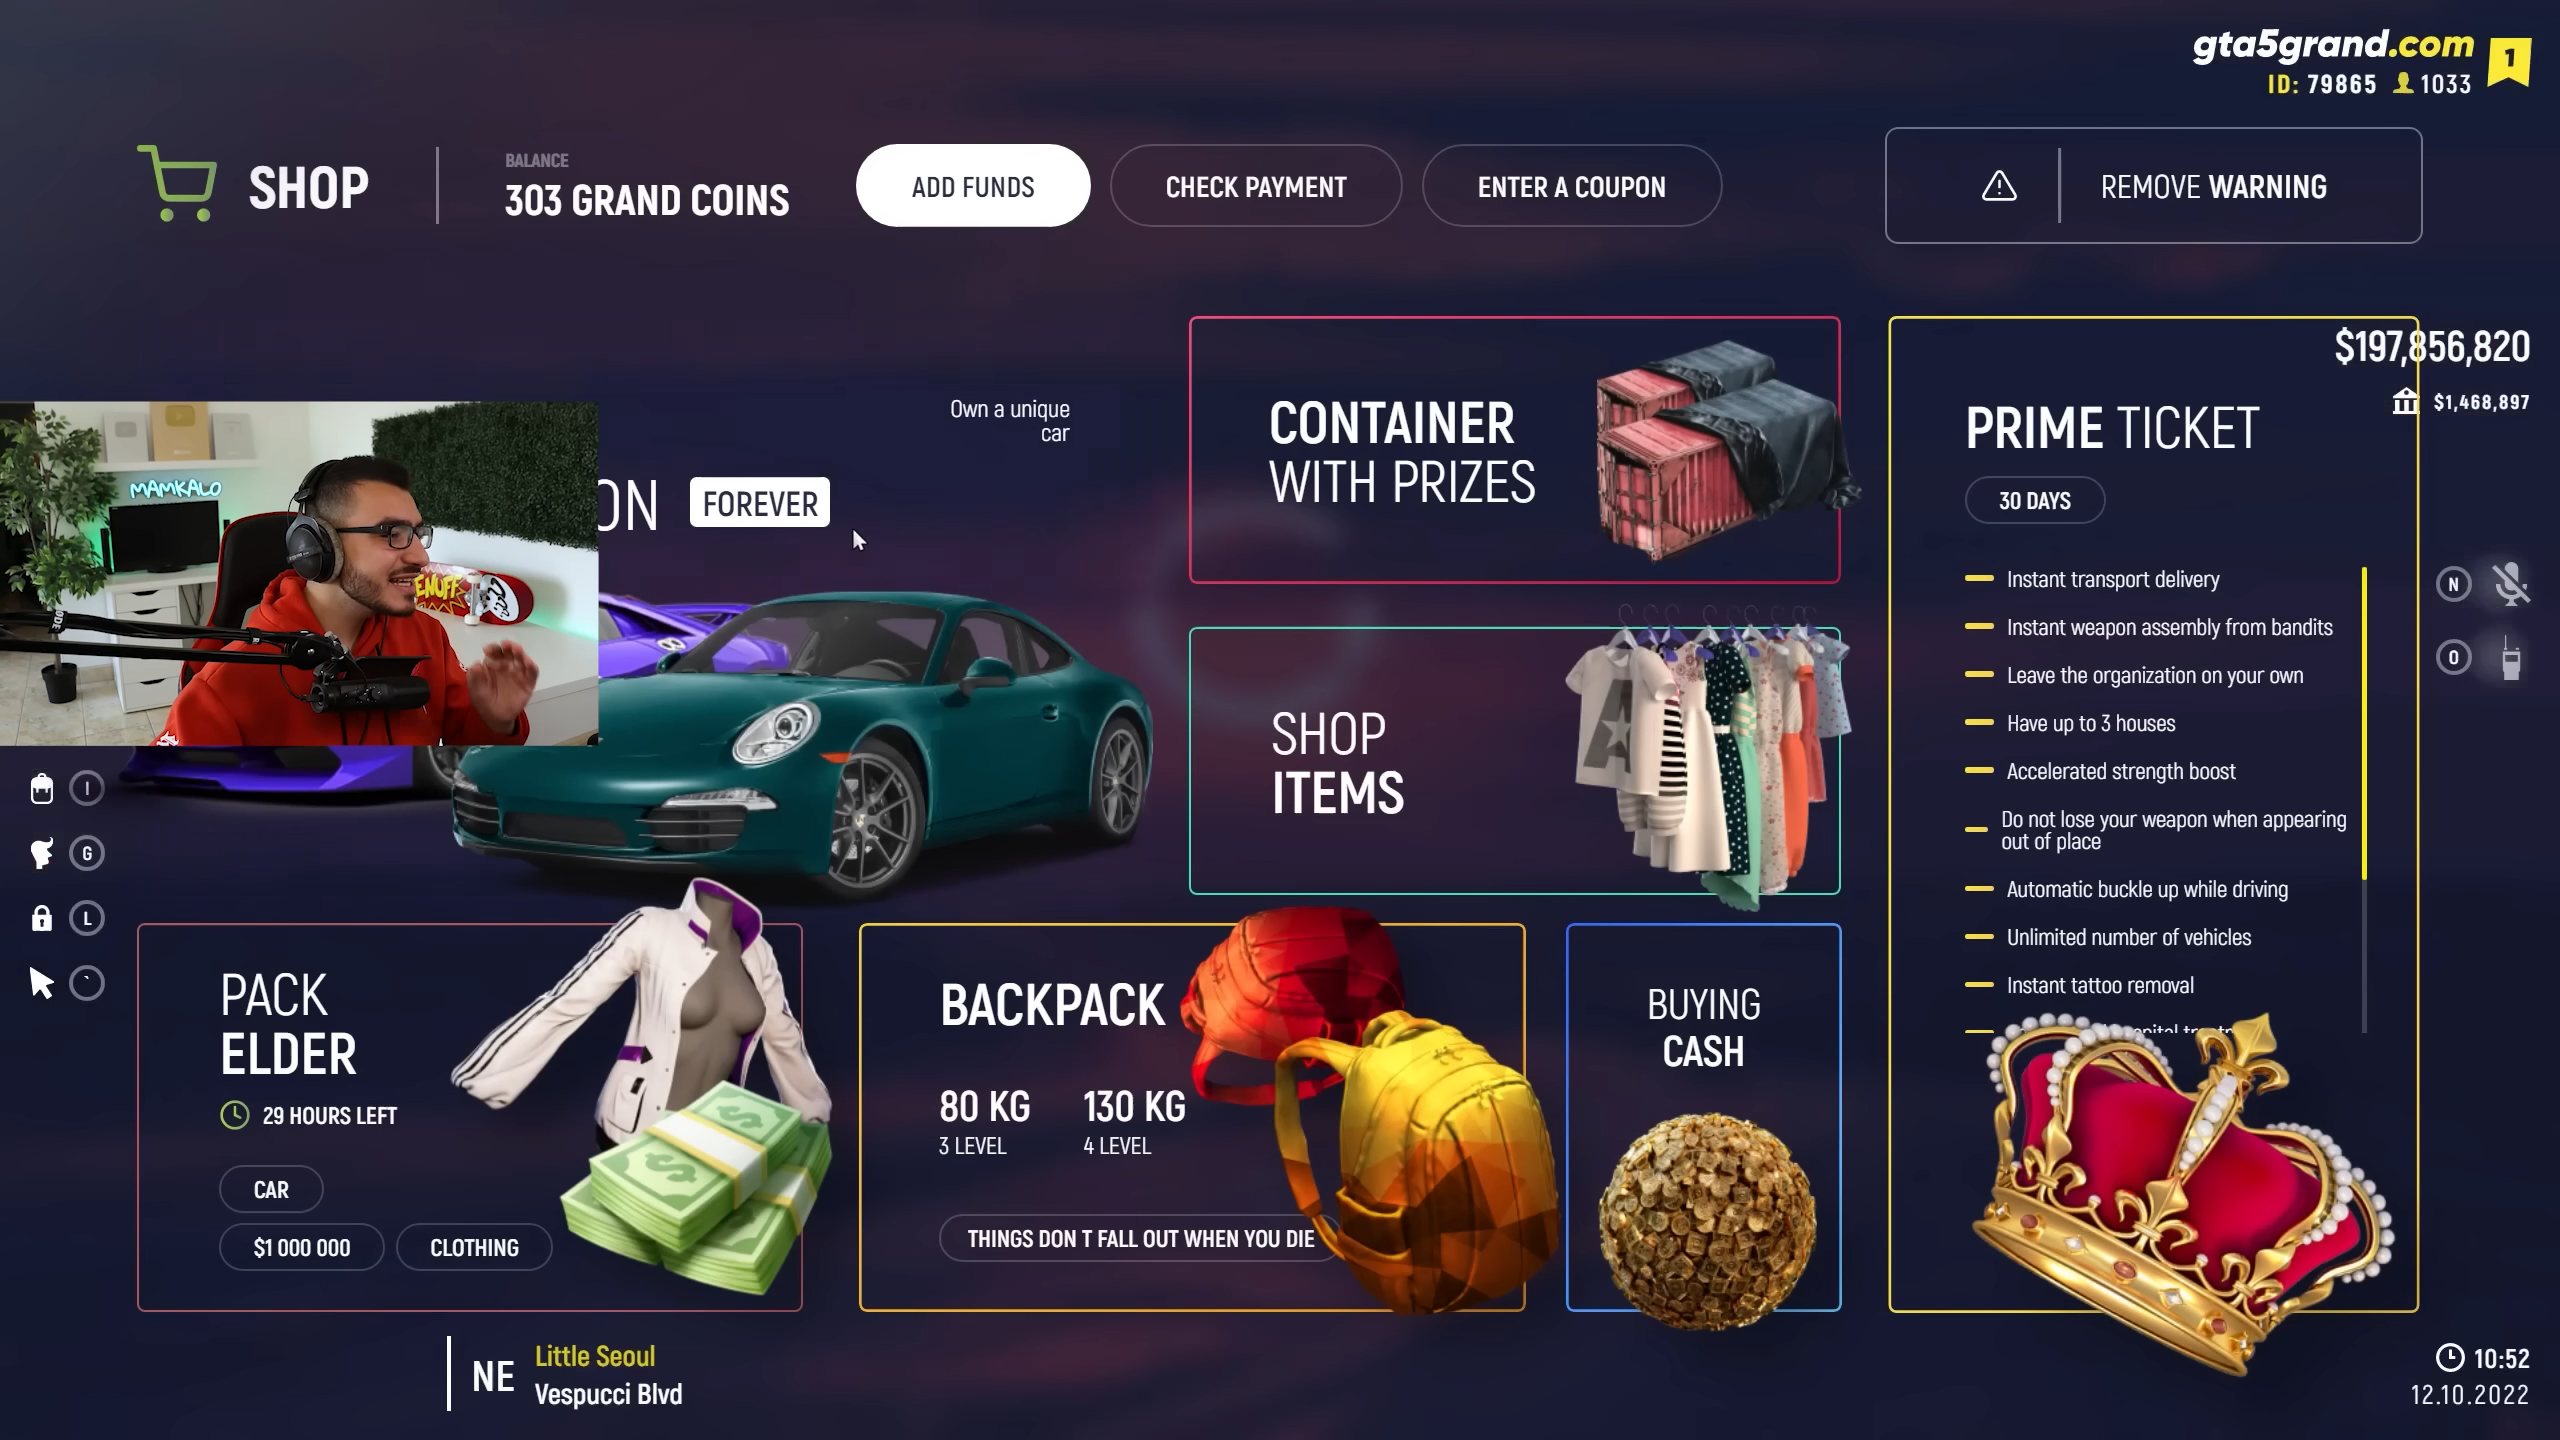 gta5grand.com
1
ID: 79865 1033
SHOP
BALANCE
303 GRAND COINS
ADD FUNDS
CHECK PAYMENT
ENTER A COUPON
REMOVE WARNING
$197,856,820
$1,468,897
Own a unique
car
ON
FOREVER
MAMKALO
ENUFF
CONTAINER
WITH PRIZES
SHOP
ITEMS
PRIME TICKET
30 DAYS
Instant transport delivery
Instant weapon assembly from bandits
Leave the organization on your own
Have up to 3 houses
Accelerated strength boost
Do not lose your weapon when appearing
out of place
Automatic buckle up while driving
Unlimited number of vehicles
Instant tattoo removal
N
O
I
G
L
`
PACK
ELDER
29 HOURS LEFT
CAR
$1 000 000
CLOTHING
BACKPACK
80 KG
3 LEVEL
130 KG
4 LEVEL
THINGS DON T FALL OUT WHEN YOU DIE
BUYING
CASH
NE
Little Seoul
Vespucci Blvd
10:52
12.10.2022